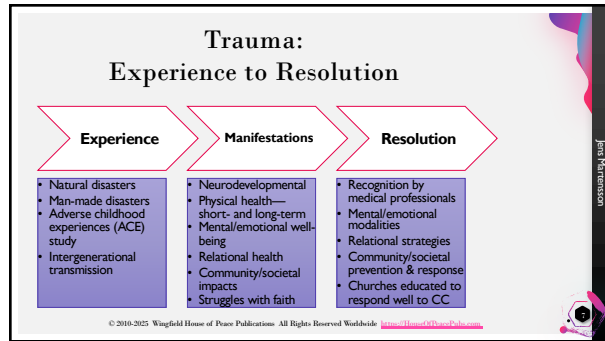 Trauma:
Experience to Resolution
Experience
• Natural disasters
• Man-made disasters
• Adverse childhood
experiences (ACE)
study
• Intergenerational
transmission
Manifestations
• Neurodevelopmental
• Physical health—
short- and long-term
• Mental/emotional well-
being
• Relational health
• Community/societal
impacts
• Struggles with faith
Resolution
• Recognition by
medical professionals
• Mental/emotional
modalities
• Relational strategies
• Community/societal
prevention & response
• Churches educated to
respond well to CC
Jens Martensson
© 2010-2025 Wingfield House of Peace Publications All Rights Reserved Worldwide https://HouseOfPeacePubs.com
7